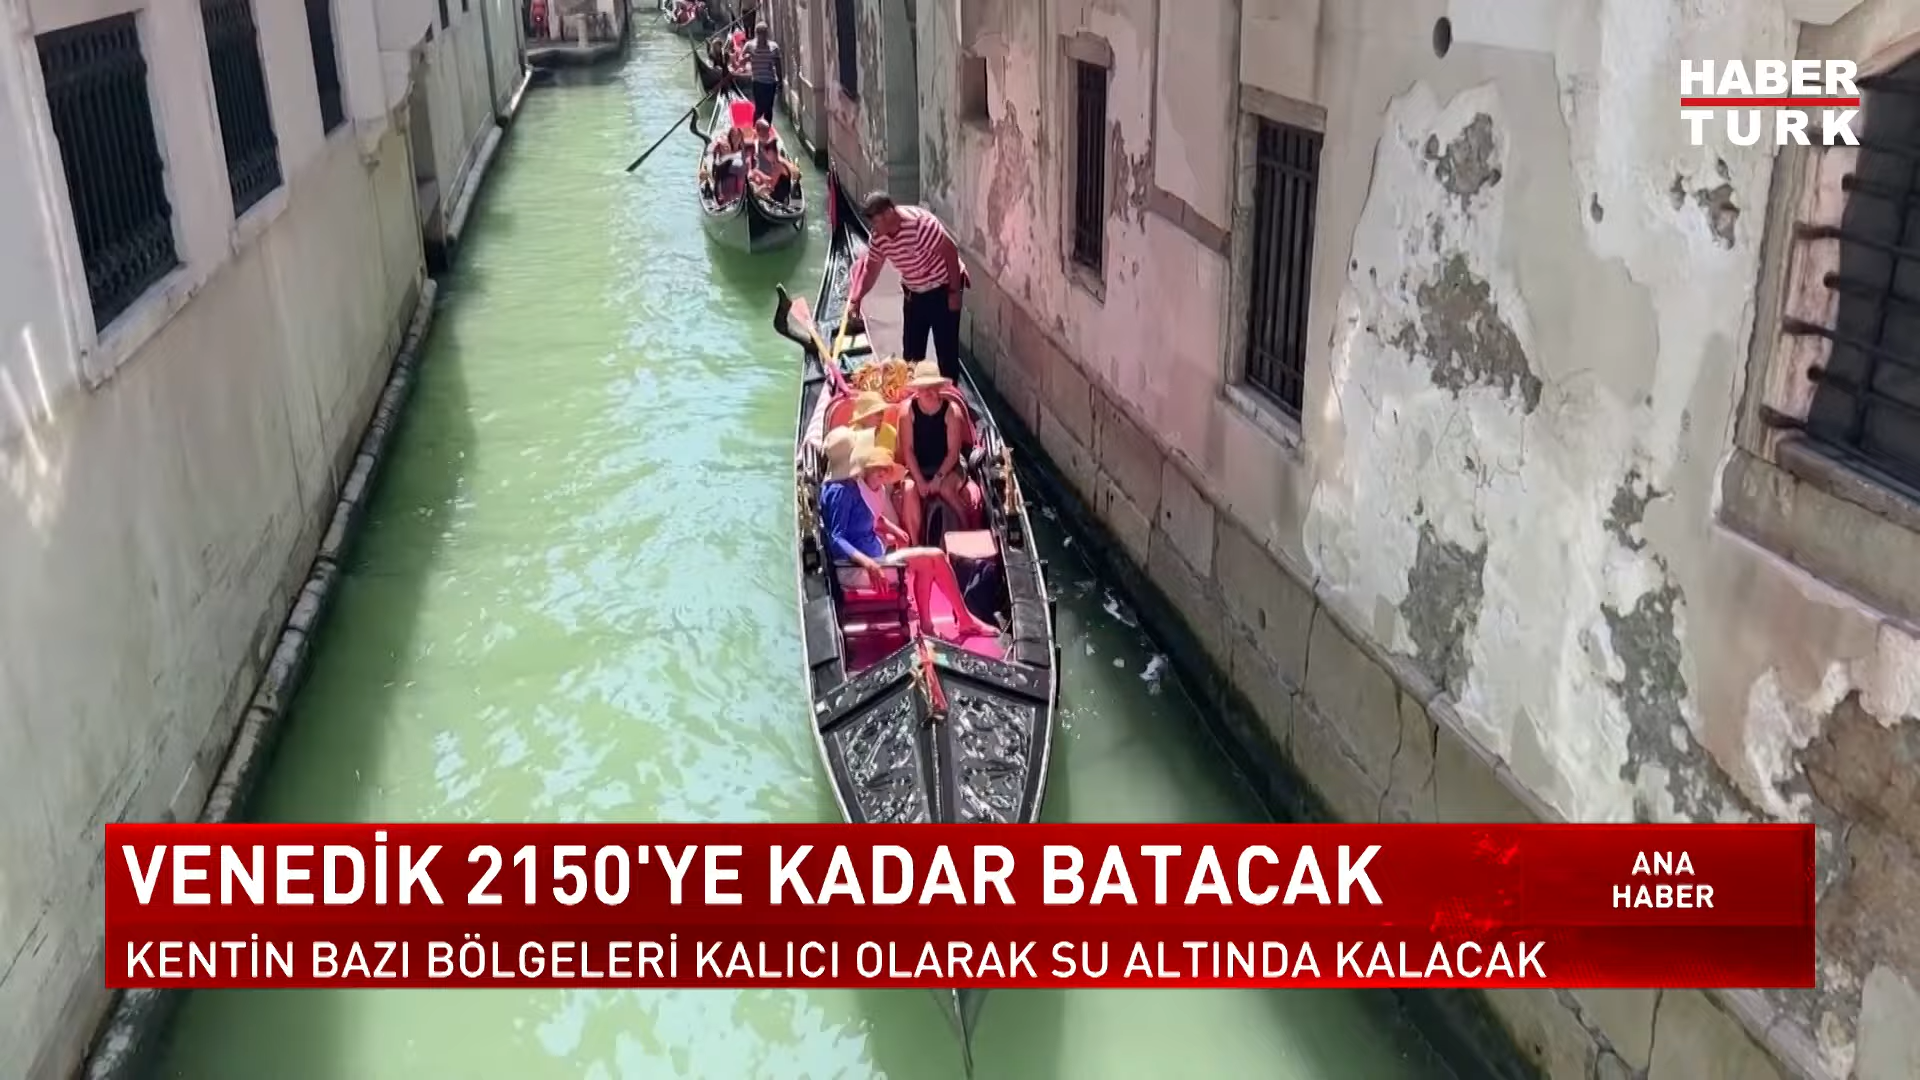 HABER
TURK
VENEDİK 2150'YE KADAR BATACAK
ANA
HABER
KENTİN BAZI BÖLGELERİ KALICI OLARAK SU ALTINDA KALACAK